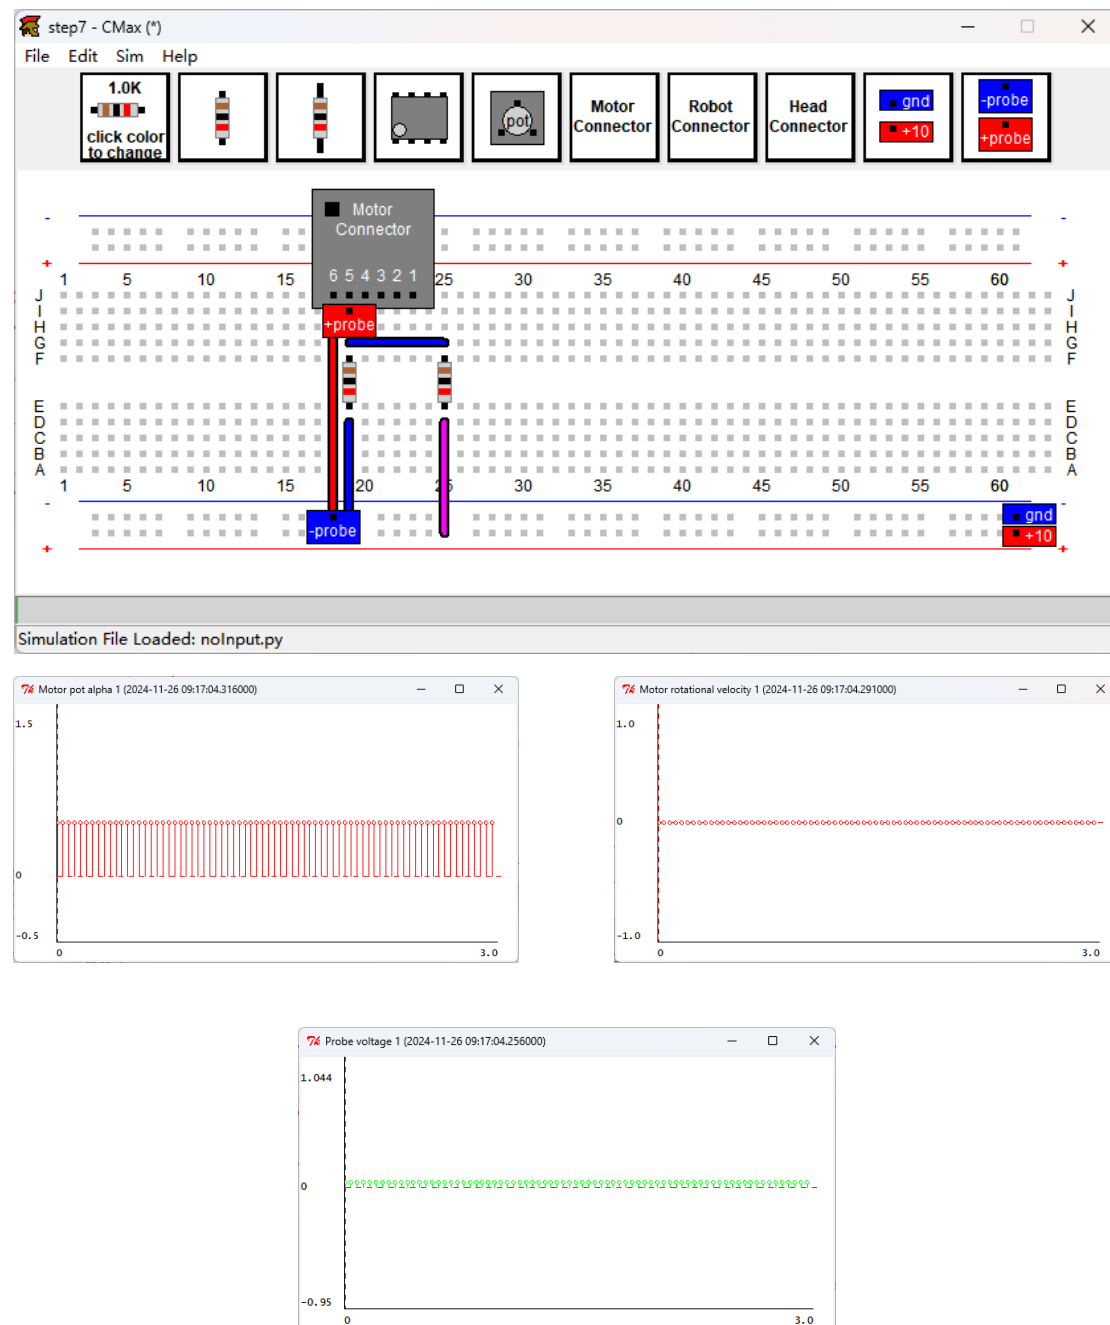 step7 - CMax (*)
File Edit Sim Help
1.0K
click color
to change
pot
Motor
Connector
Robot
Connector
Head
Connector
gnd
+10
-probe
+probe
Motor
Connector
6 5 4 3 2 1
- -
+ +
1 5 10 15 25 30 35 40 45 50 55 60
J J
I I
H H
G G
F F
+probe
E E
D D
C C
B B
A A
1 5 10 15 20 30 35 40 45 50 55 60
- -
+ +
-probe
gnd
+10
Simulation File Loaded: noInput.py
Motor pot alpha 1 (2024-11-26 09:17:04.316000)
1.5
0
-0.5
0 3.0
Motor rotational velocity 1 (2024-11-26 09:17:04.291000)
1.0
0
-1.0
0 3.0
Probe voltage 1 (2024-11-26 09:17:04.256000)
1.044
0
-0.95
0 3.0